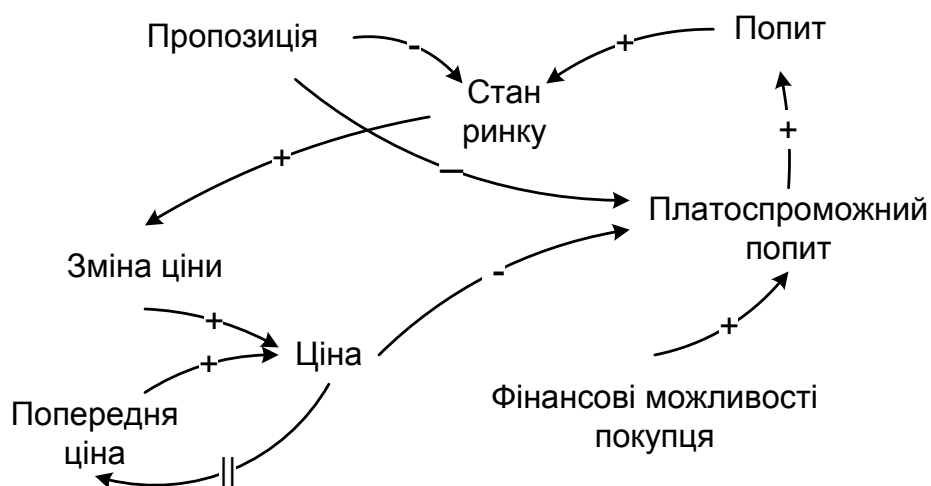 Пропозиція
-
+
Попит
Стан
ринку
+
–
+
Платоспроможний
попит
Зміна ціни
-
+
+
Ціна
+
Попередня
ціна
Фінансові можливості
покупця
||